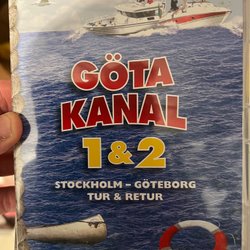 GÖTA
KANAL
1&2
STOCKHOLM – GÖTEBORG
TUR & RETUR